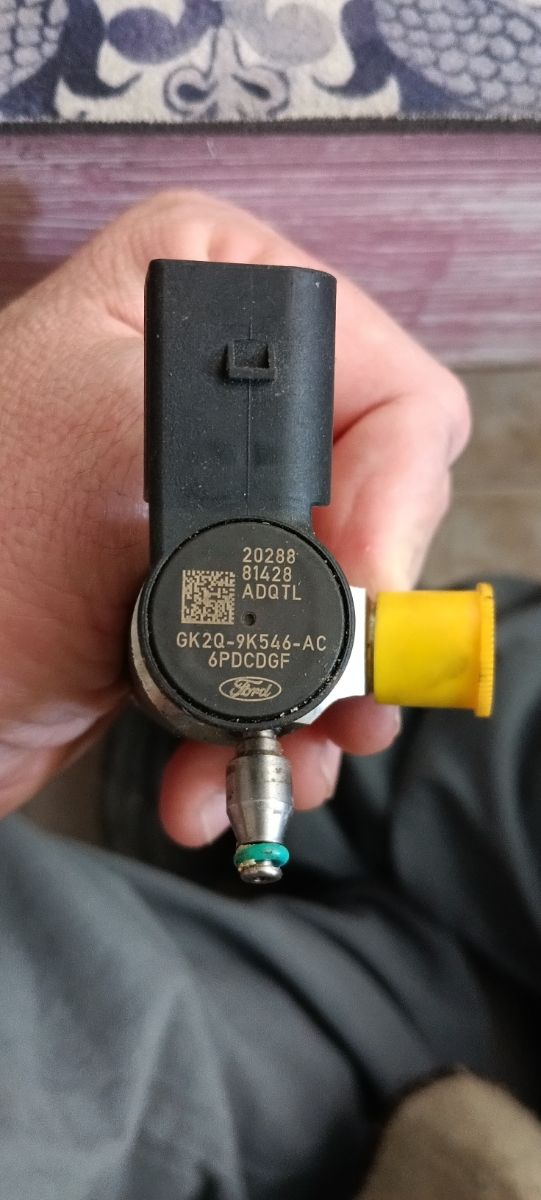 20288
81428
ADQTL
GK2Q-9K546-AC
6PDCDGF
Ford